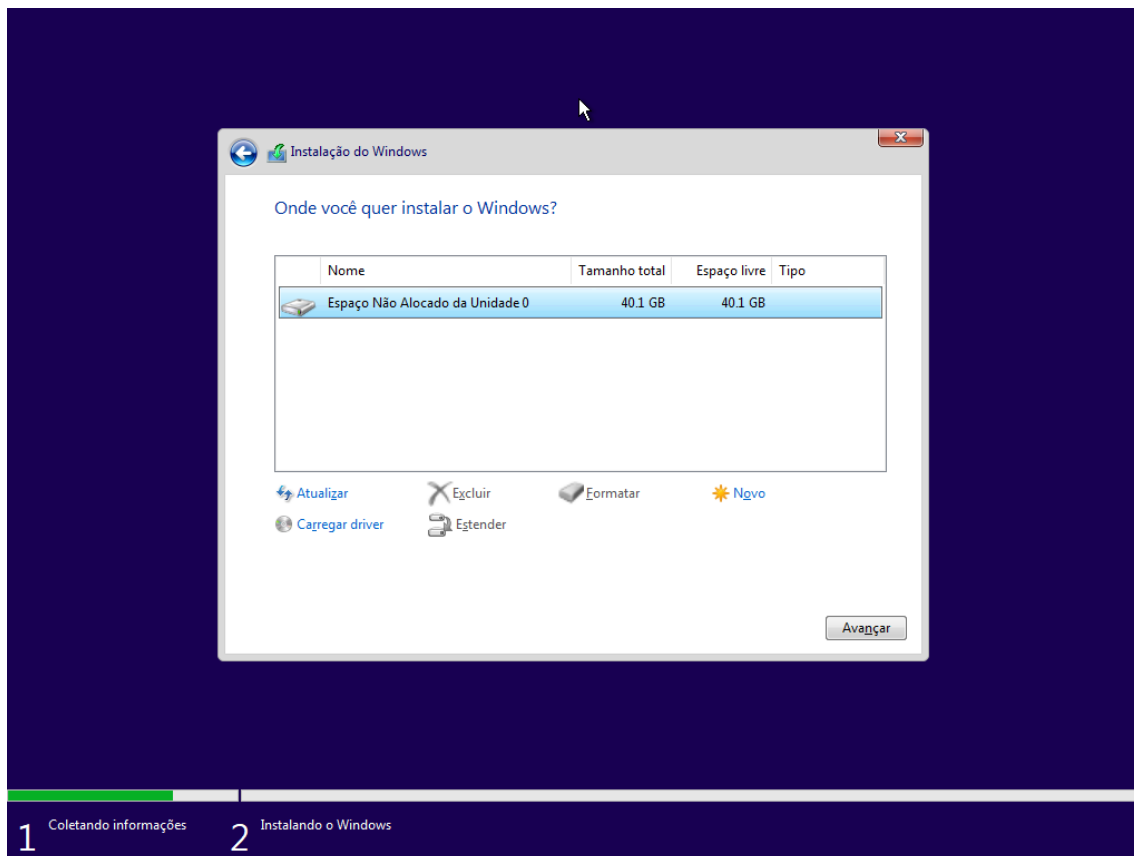 Instalação do Windows
Onde você quer instalar o Windows?
Nome Tamanho total Espaço livre Tipo
Espaço Não Alocado da Unidade 0 40.1 GB 40.1 GB
Atualizar Excluir Formatar Novo
Carregar driver Estender
Avançar
1 Coletando informações 2 Instalando o Windows